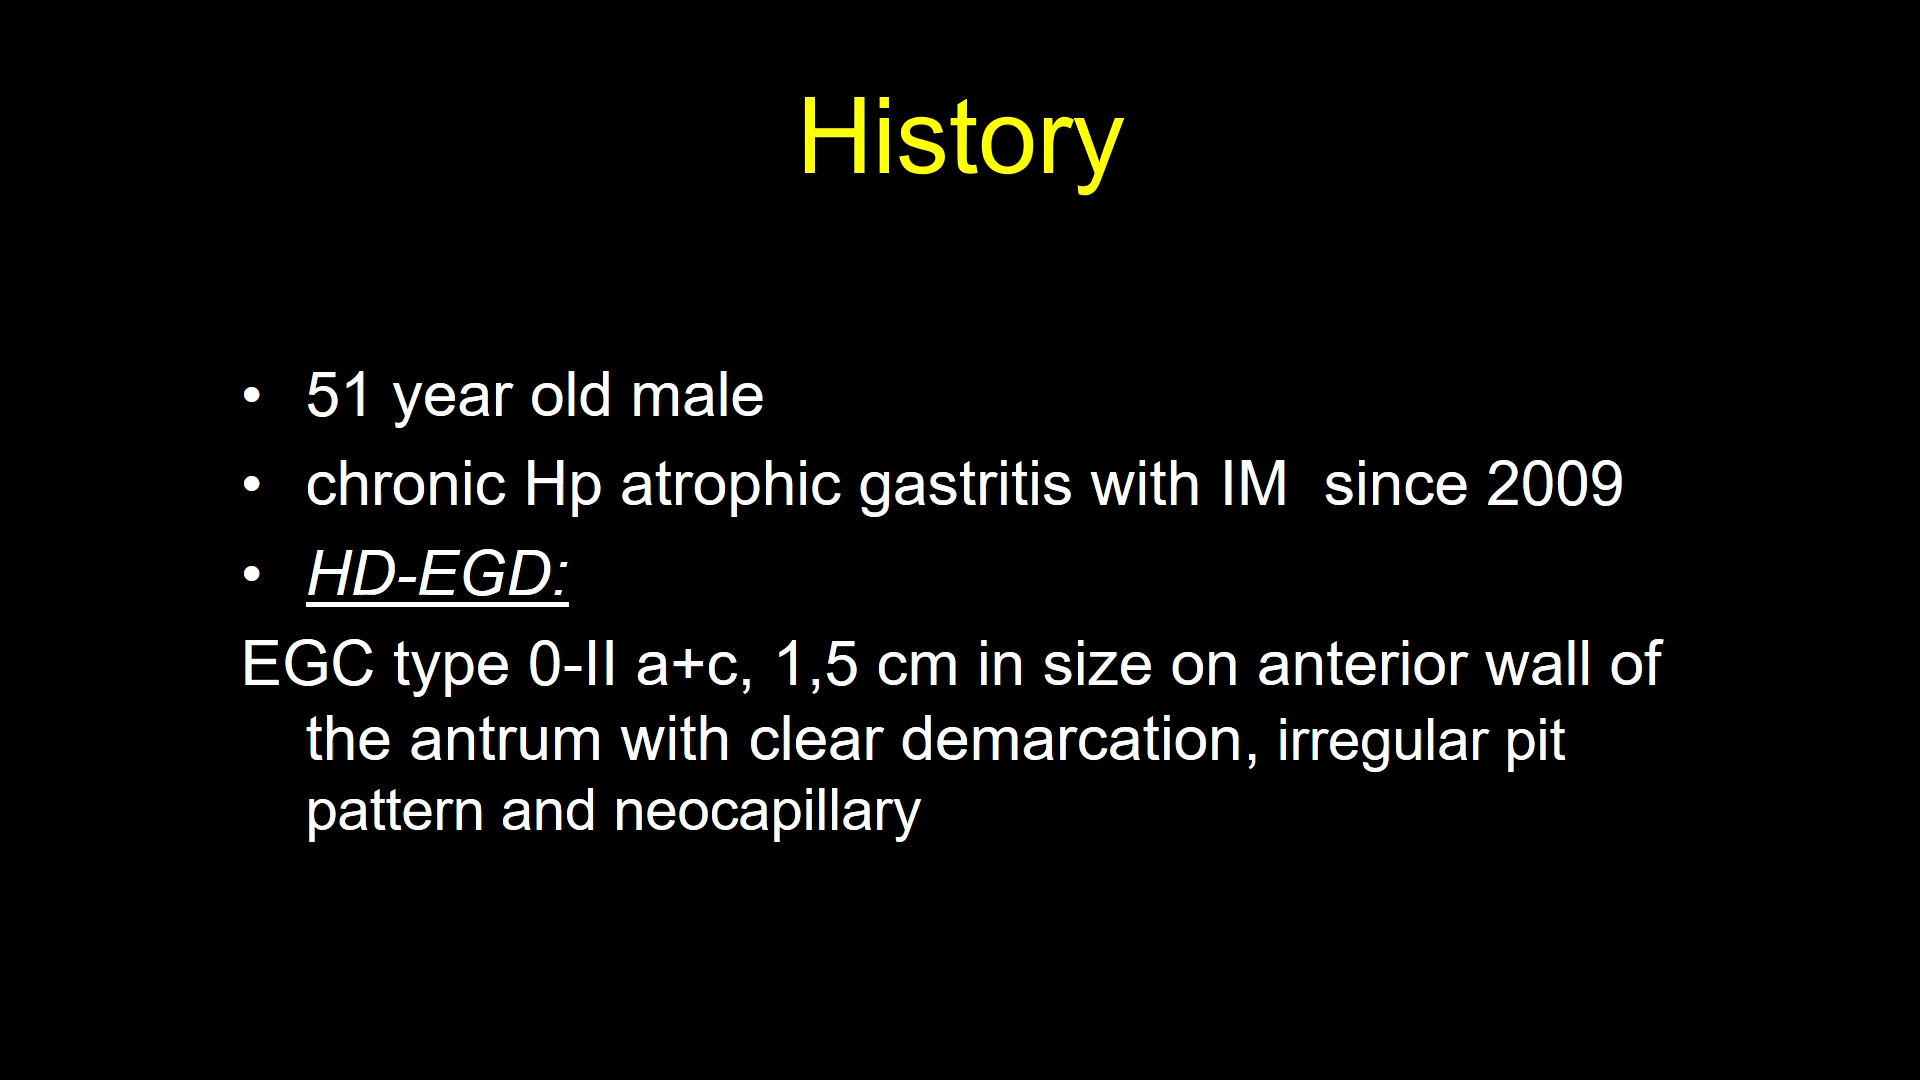 History
• 51 year old male
• chronic Hp atrophic gastritis with IM  since 2009
• HD-EGD:
EGC type 0-II a+c, 1,5 cm in size on anterior wall of
the antrum with clear demarcation, irregular pit
pattern and neocapillary